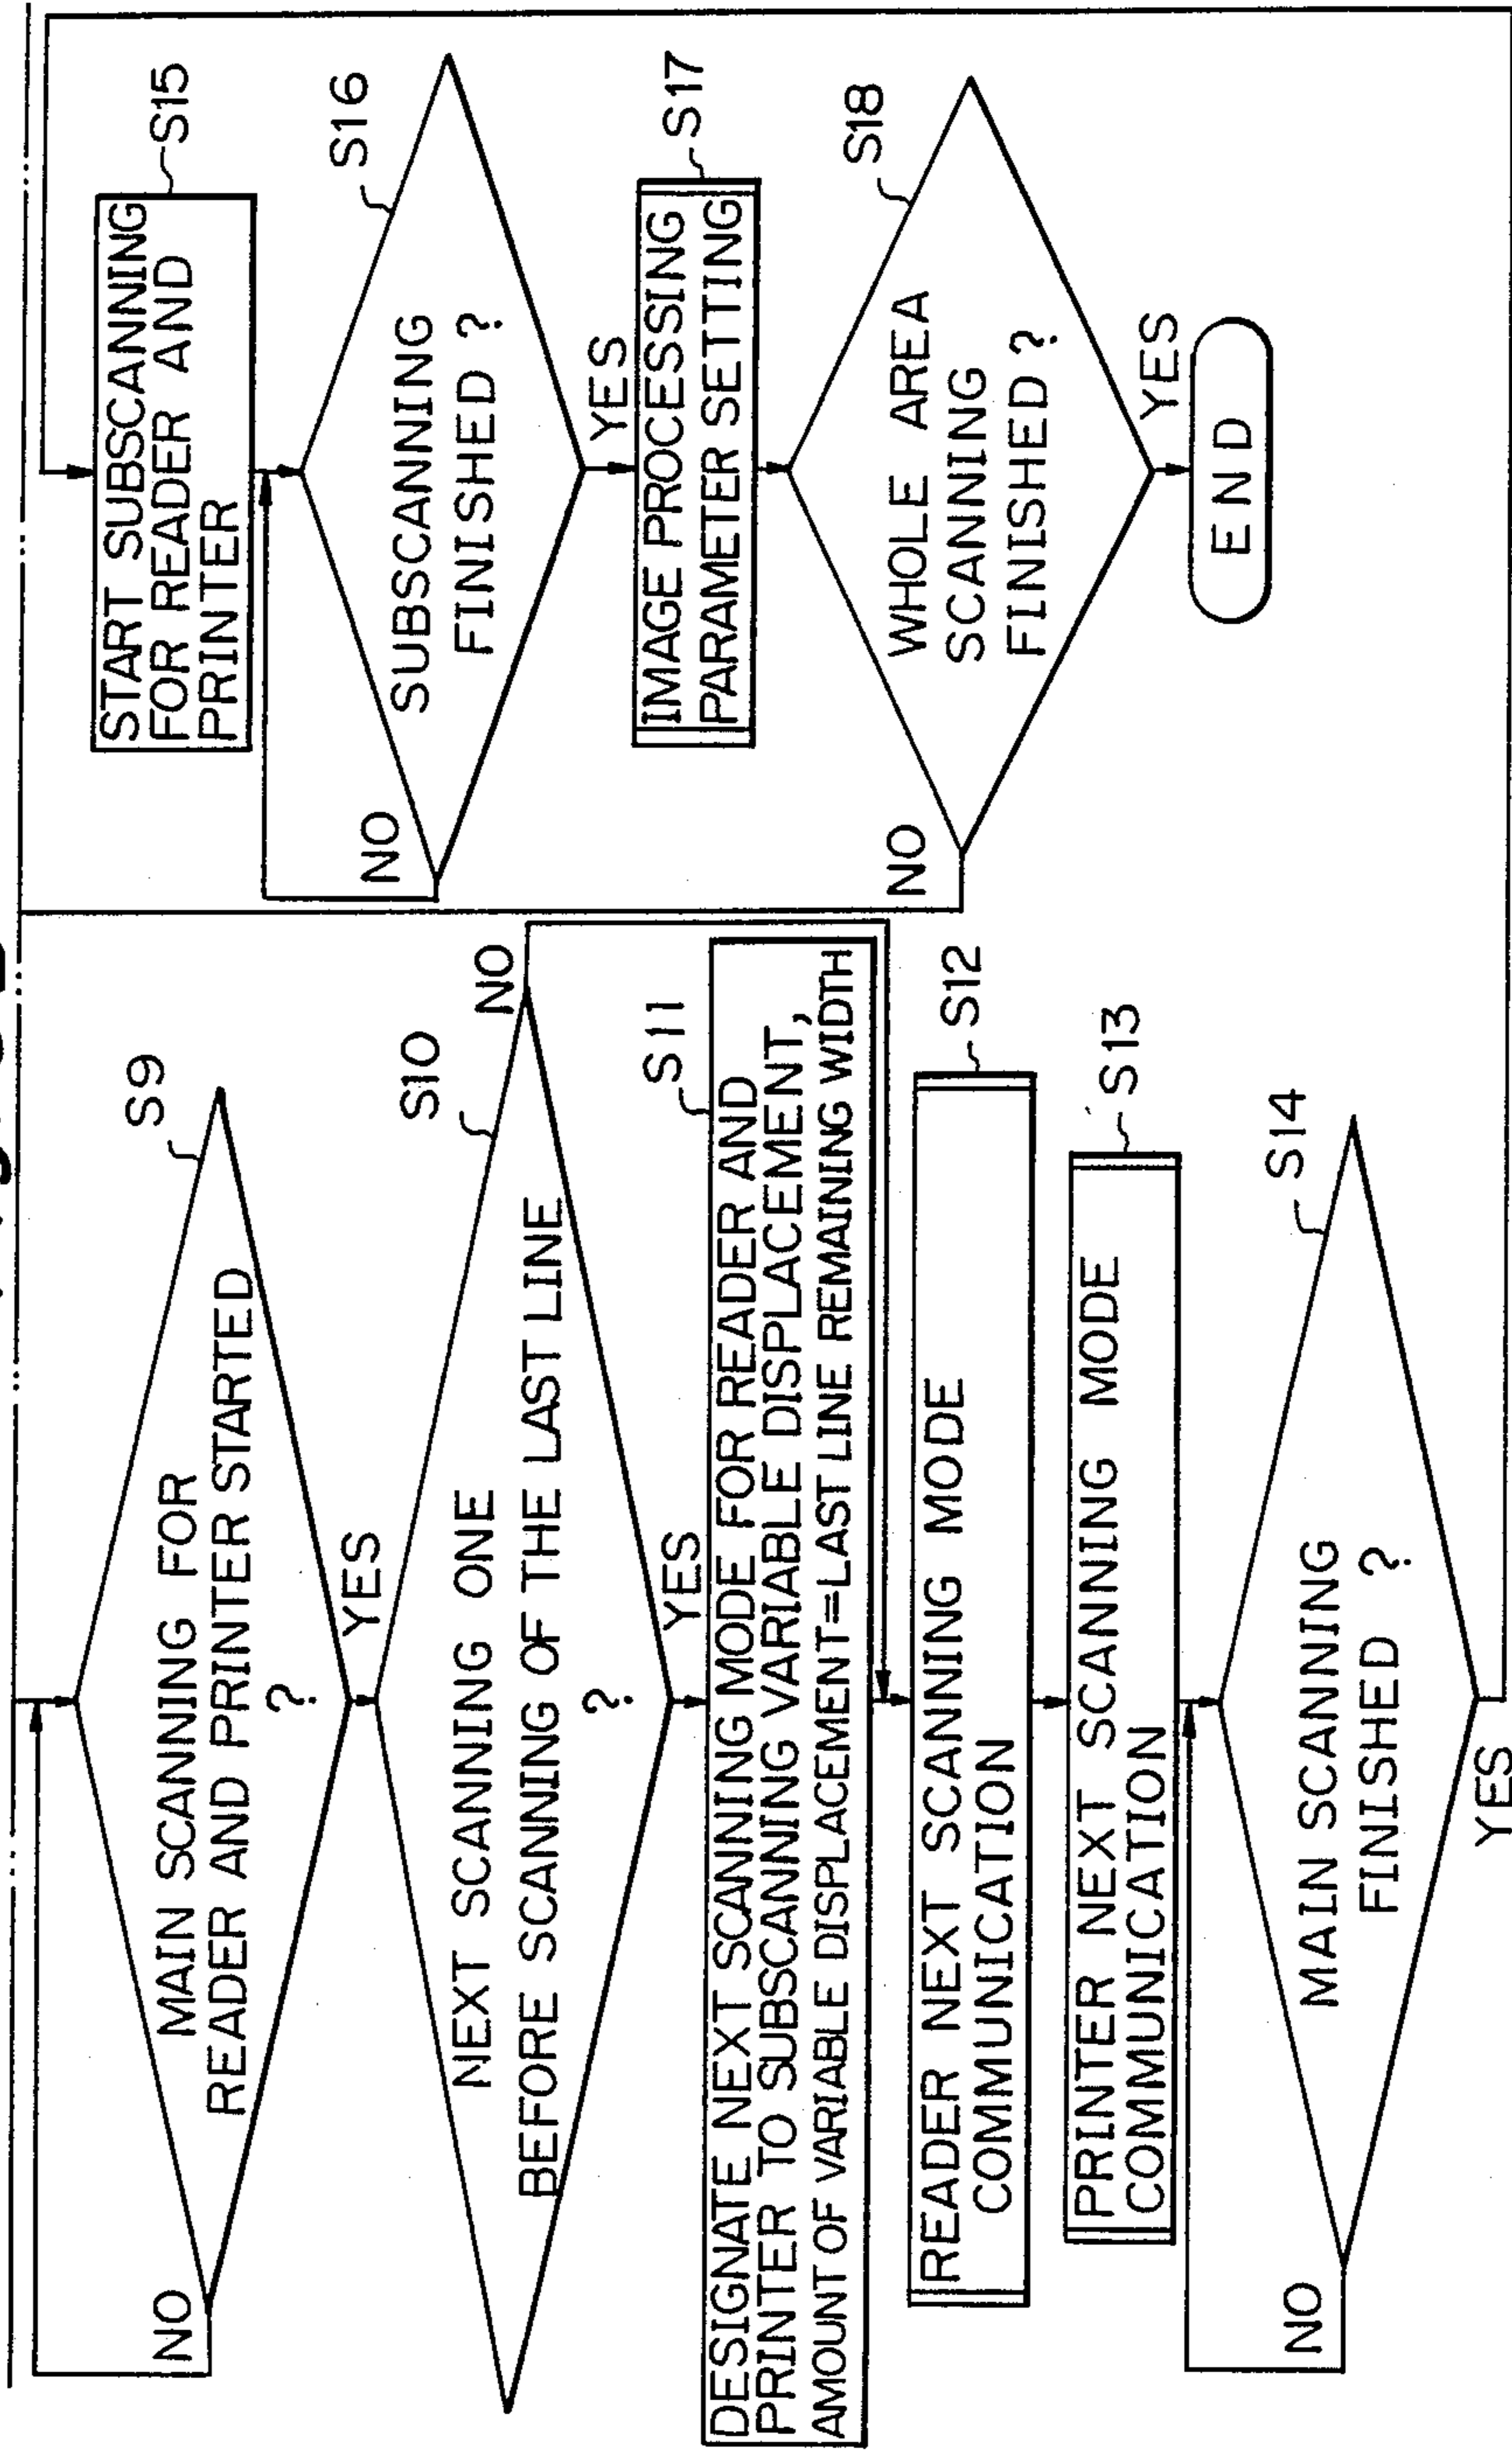 S9
MAIN SCANNING FOR
READER AND PRINTER STARTED
?
NO
YES
S10
NEXT SCANNING ONE
BEFORE SCANNING OF THE LAST LINE
?
NO
YES
S11
DESIGNATE NEXT SCANNING MODE FOR READER AND
PRINTER TO SUBSCANNING VARIABLE DISPLACEMENT,
AMOUNT OF VARIABLE DISPLACEMENT=LAST LINE REMAINING WIDTH
S12
READER NEXT SCANNING MODE
COMMUNICATION
S13
PRINTER NEXT SCANNING MODE
COMMUNICATION
S14
MAIN SCANNING
FINISHED ?
NO
YES
S15
START SUBSCANNING
FOR READER AND
PRINTER
S16
SUBSCANNING
FINISHED ?
NO
YES
S17
IMAGE PROCESSING
PARAMETER SETTING
S18
WHOLE AREA
SCANNING
FINISHED ?
NO
YES
END